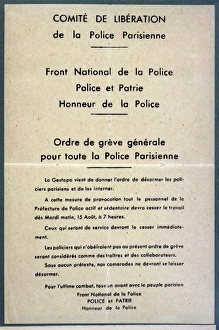 COMITÉ DE LIBÉRATION
de la Police Parisienne
Front National de la Police
Police et Patrie
Honneur de la Police
Ordre de grève générale
pour toute la Police Parisienne
La Gestapo vient de donner l'ordre de désarmer les poli-
ciers parisiens et de les interner.
A cette mesure de provocation tout le personnel de la
Préfecture de Police actif et sédentaire devra cesser le travail
dès Mardi matin, 15 Août, à 7 heures.
Ceux qui seront de service devront le cesser immédiate-
ment.
Les policiers qui n'obéiraient pas au présent ordre de grève
seront considérés comme des traîtres et des collaborateurs.
Sous aucun prétexte, nos camarades ne devront se laisser
désarmer.
Pour l'ultime combat, tous en avant avec le peuple parisien
Front National de la Police
POLICE et PATRIE
Honneur de la Police